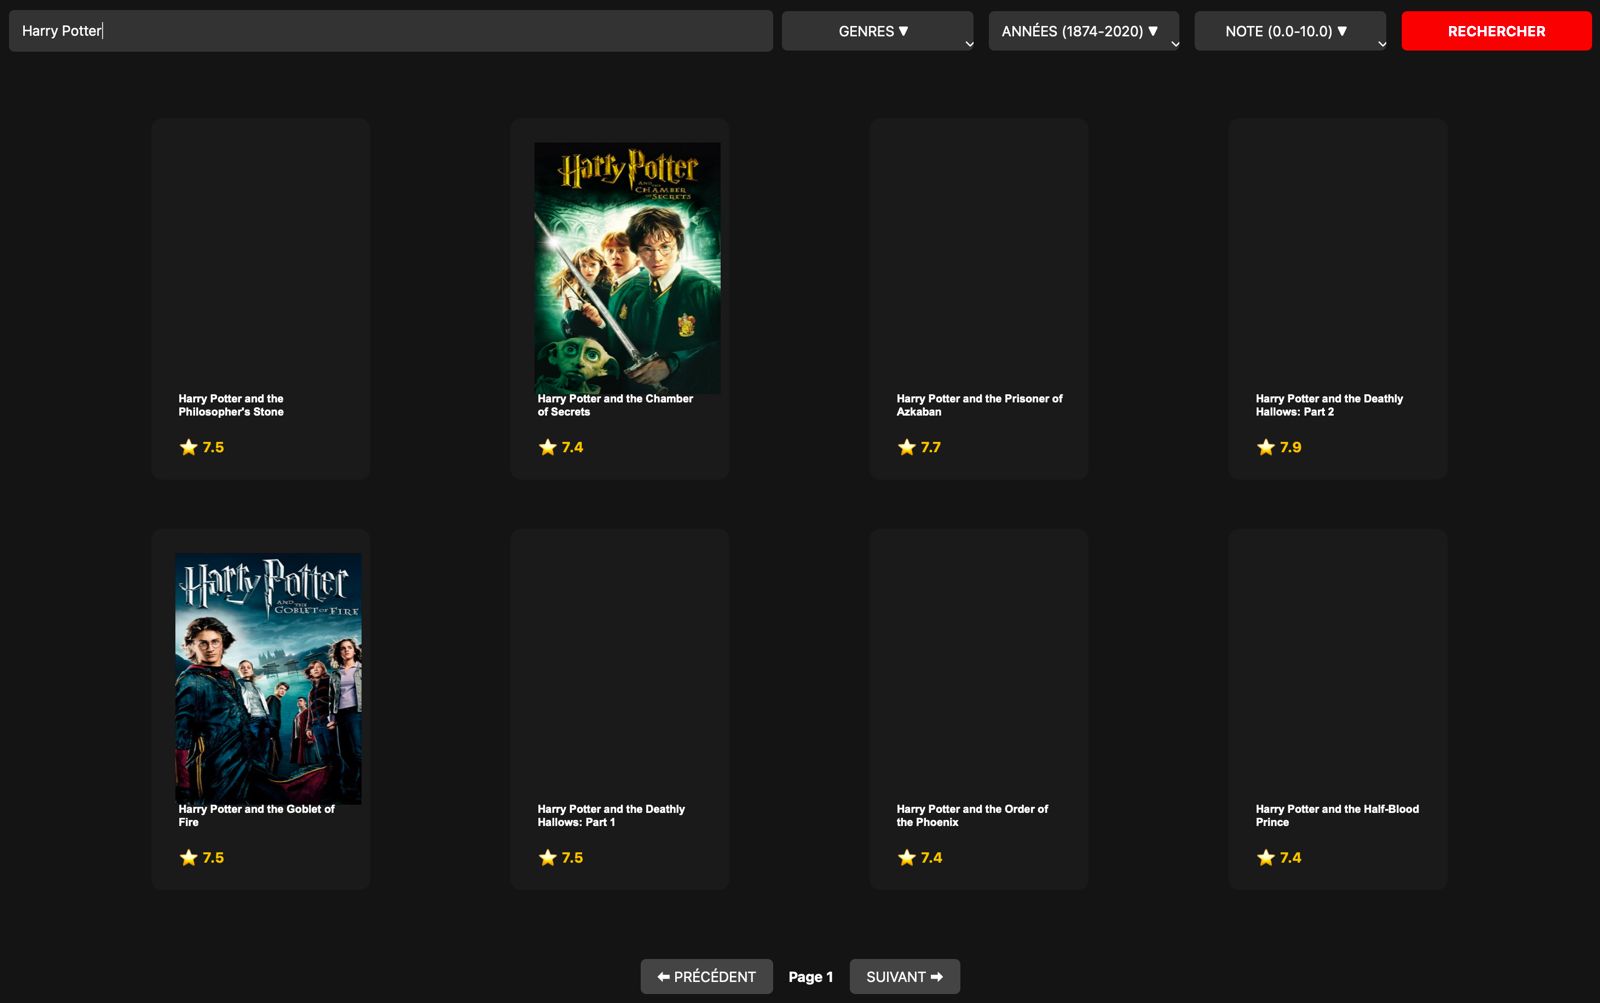 Harry Potter
GENRES ▼
ANNÉES (1874-2020) ▼
NOTE (0.0-10.0) ▼
RECHERCHER
Harry Potter
AND THE
CHAMBER
OF SECRETS
Harry Potter and the
Philosopher's Stone
⭐ 7.5
Harry Potter and the Chamber
of Secrets
⭐ 7.4
Harry Potter and the Prisoner of
Azkaban
⭐ 7.7
Harry Potter and the Deathly
Hallows: Part 2
⭐ 7.9
Harry Potter
AND THE
GOBLET OF FIRE
Harry Potter and the Goblet of
Fire
⭐ 7.5
Harry Potter and the Deathly
Hallows: Part 1
⭐ 7.5
Harry Potter and the Order of
the Phoenix
⭐ 7.4
Harry Potter and the Half-Blood
Prince
⭐ 7.4
⬅ PRÉCÉDENT
Page 1
SUIVANT ➡